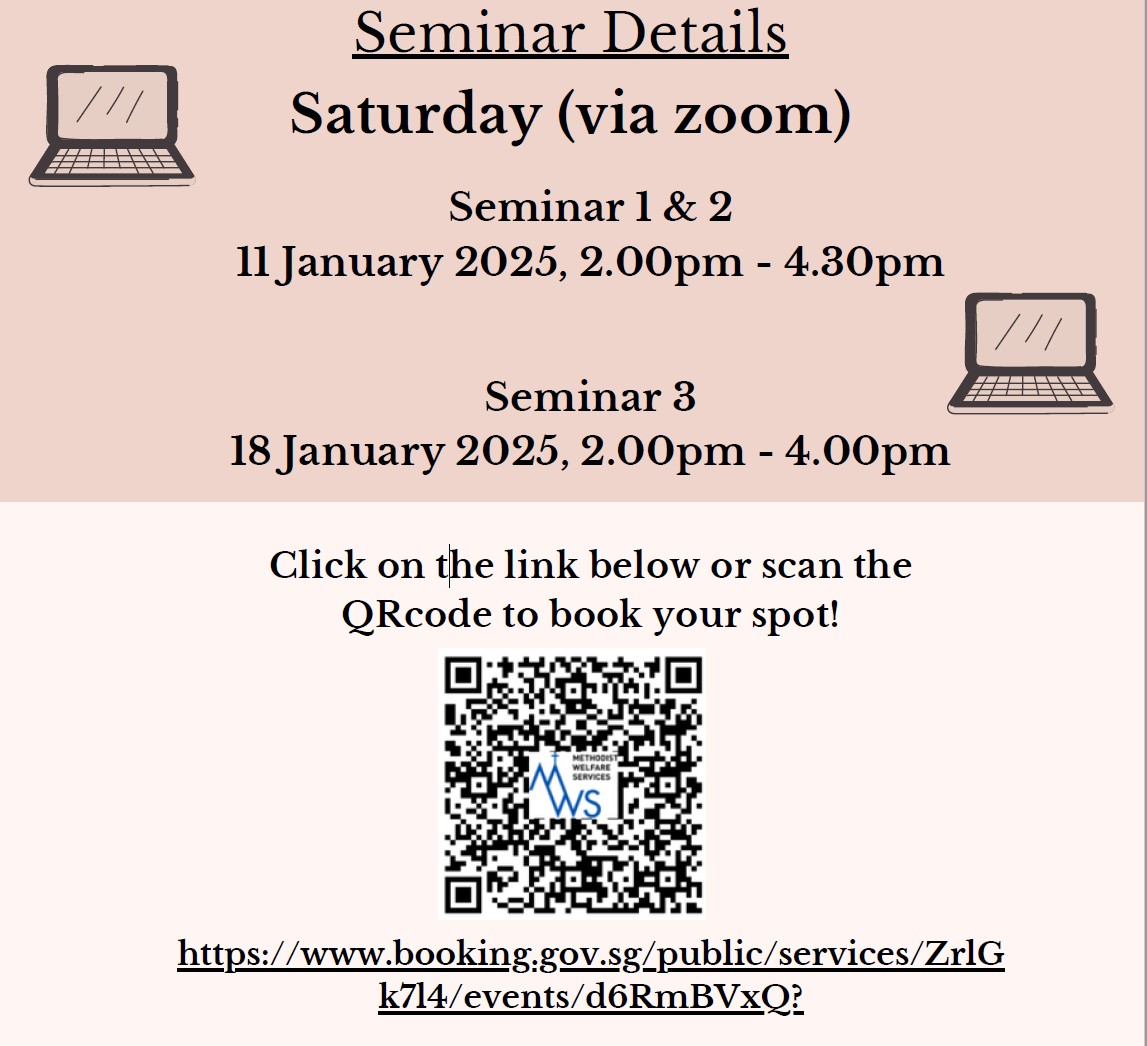 Seminar Details
Saturday (via zoom)
Seminar 1 & 2
11 January 2025, 2.00pm - 4.30pm
Seminar 3
18 January 2025, 2.00pm - 4.00pm
Click on the link below or scan the
QRcode to book your spot!
METHODIST
WELFARE
SERVICES
MWS
https://www.booking.gov.sg/public/services/ZrlG
k7l4/events/d6RmBVxQ?